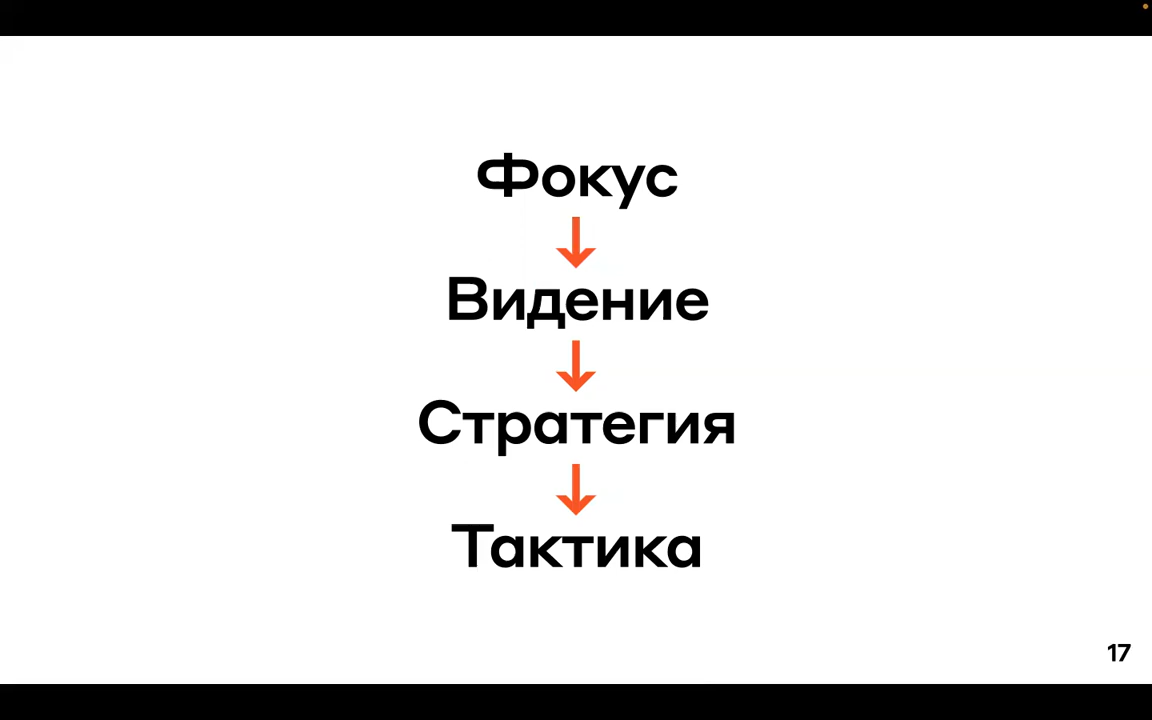 Фокус
Видение
Стратегия
Тактика
17